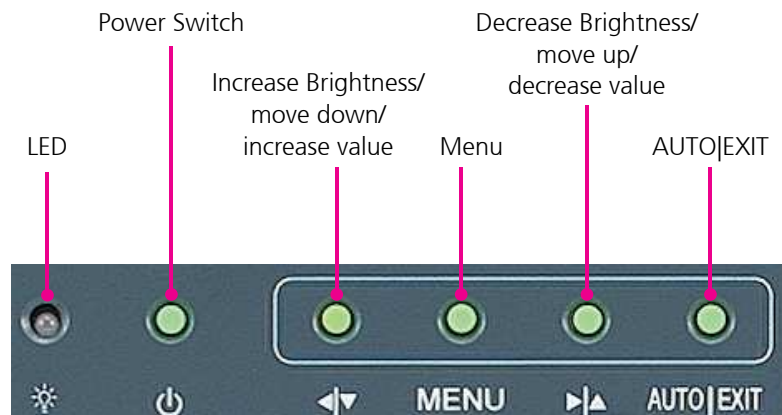 Power Switch
Decrease Brightness/
move up/
decrease value
Increase Brightness/
move down/
increase value
LED
Menu
AUTO|EXIT
MENU
AUTO|EXIT